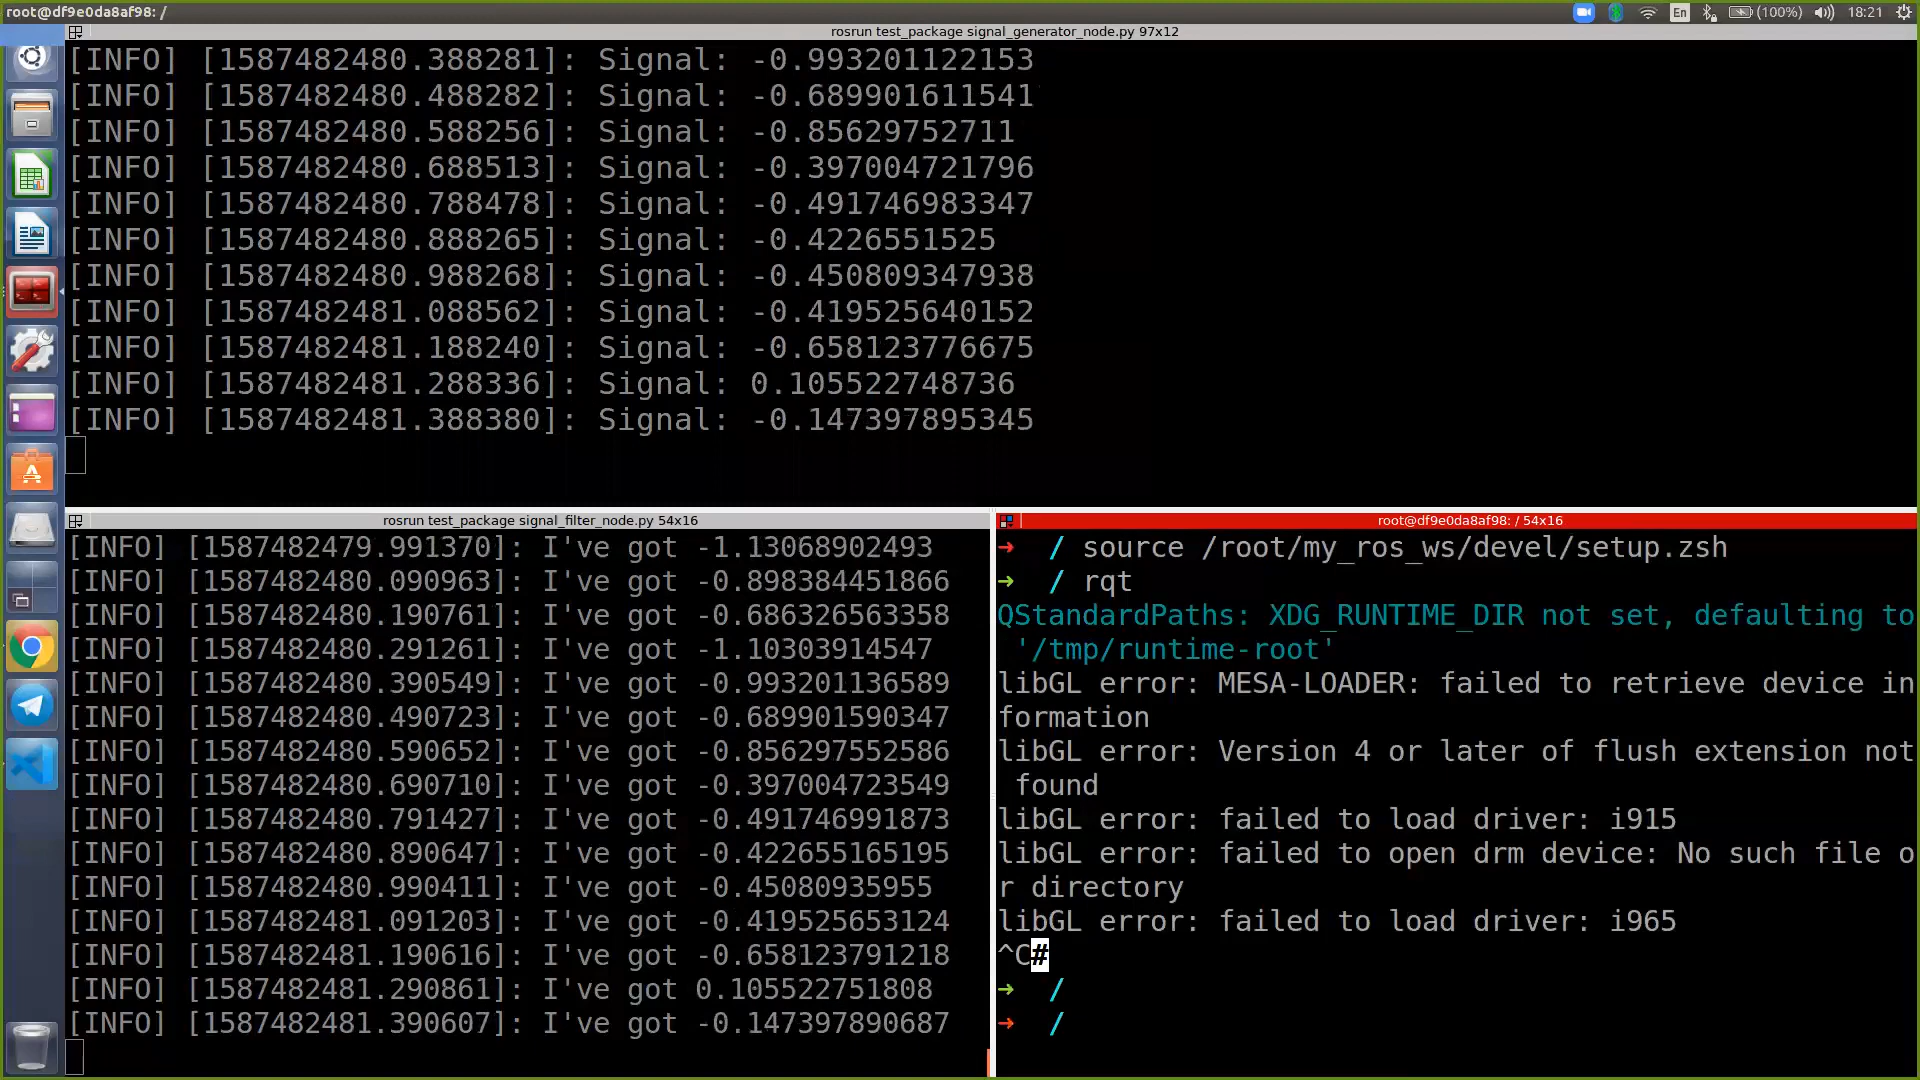 root@df9e0da8af98: /
En
(100%)
18:21
rosrun test_package signal_generator_node.py 97x12
[INFO] [1587482480.388281]: Signal: -0.993201122153
[INFO] [1587482480.488282]: Signal: -0.689901611541
[INFO] [1587482480.588256]: Signal: -0.85629752711
[INFO] [1587482480.688513]: Signal: -0.397004721796
[INFO] [1587482480.788478]: Signal: -0.491746983347
[INFO] [1587482480.888265]: Signal: -0.4226551525
[INFO] [1587482480.988268]: Signal: -0.450809347938
[INFO] [1587482481.088562]: Signal: -0.419525640152
[INFO] [1587482481.188240]: Signal: -0.658123776675
[INFO] [1587482481.288336]: Signal: 0.105522748736
[INFO] [1587482481.388380]: Signal: -0.147397895345
rosrun test_package signal_filter_node.py 54x16
[INFO] [1587482479.991370]: I've got -1.13068902493
[INFO] [1587482480.090963]: I've got -0.898384451866
[INFO] [1587482480.190761]: I've got -0.686326563358
[INFO] [1587482480.291261]: I've got -1.10303914547
[INFO] [1587482480.390549]: I've got -0.993201136589
[INFO] [1587482480.490723]: I've got -0.689901590347
[INFO] [1587482480.590652]: I've got -0.856297552586
[INFO] [1587482480.690710]: I've got -0.397004723549
[INFO] [1587482480.791427]: I've got -0.491746991873
[INFO] [1587482480.890647]: I've got -0.422655165195
[INFO] [1587482480.990411]: I've got -0.45080935955
[INFO] [1587482481.091203]: I've got -0.419525653124
[INFO] [1587482481.190616]: I've got -0.658123791218
[INFO] [1587482481.290861]: I've got 0.105522751808
[INFO] [1587482481.390607]: I've got -0.147397890687
root@df9e0da8af98: / 54x16
➜  / source /root/my_ros_ws/devel/setup.zsh
➜  / rqt
QStandardPaths: XDG_RUNTIME_DIR not set, defaulting to
'/tmp/runtime-root'
libGL error: MESA-LOADER: failed to retrieve device in
formation
libGL error: Version 4 or later of flush extension not
found
libGL error: failed to load driver: i915
libGL error: failed to open drm device: No such file o
r directory
libGL error: failed to load driver: i965
^C#
➜  /
➜  /